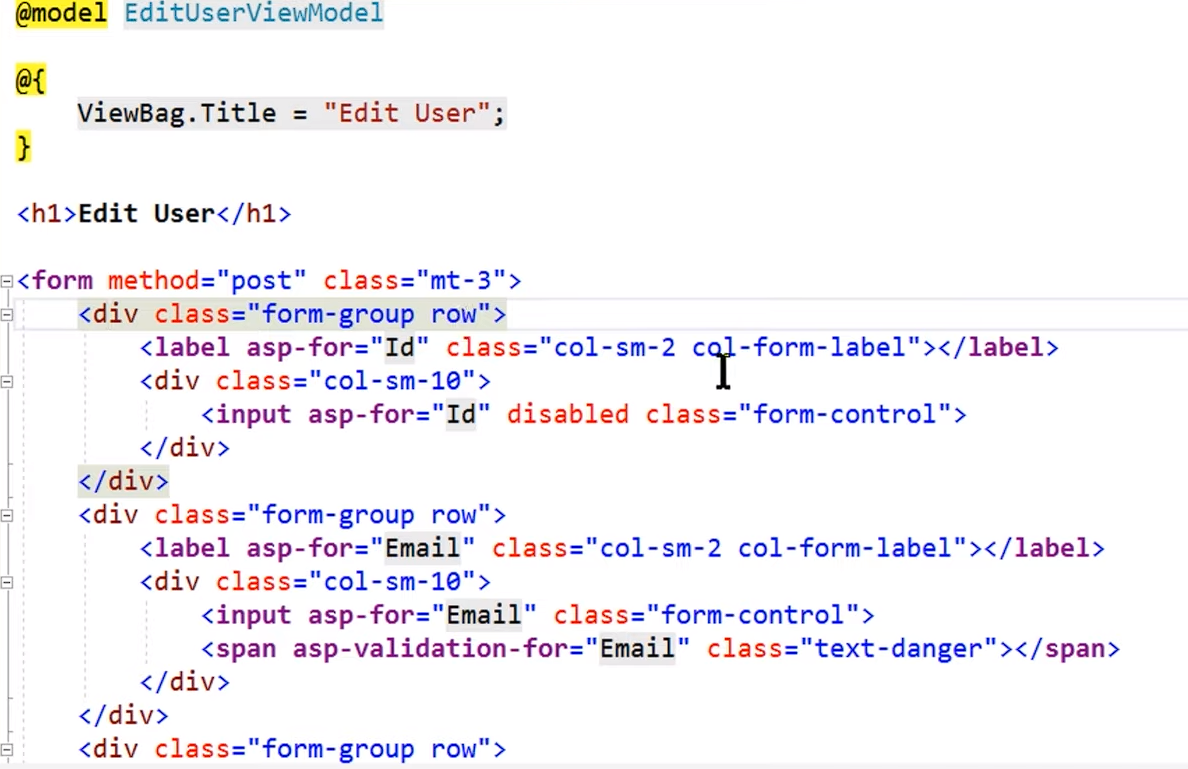 @model EditUserViewModel
@{
ViewBag.Title = "Edit User";
}
<h1>Edit User</h1>
<form method="post" class="mt-3">
<div class="form-group row">
<label asp-for="Id" class="col-sm-2 col-form-label"></label>
<div class="col-sm-10">
<input asp-for="Id" disabled class="form-control">
</div>
</div>
<div class="form-group row">
<label asp-for="Email" class="col-sm-2 col-form-label"></label>
<div class="col-sm-10">
<input asp-for="Email" class="form-control">
<span asp-validation-for="Email" class="text-danger"></span>
</div>
</div>
<div class="form-group row">